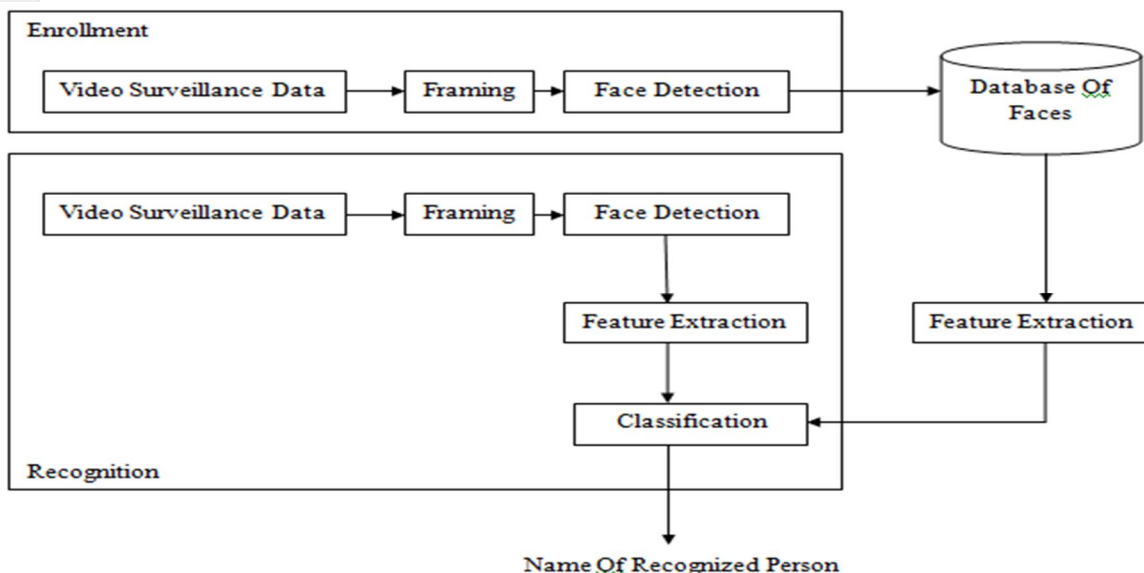 Enrollment
Video Surveillance Data
Framing
Face Detection
Database Of
Faces
Video Surveillance Data
Framing
Face Detection
Feature Extraction
Feature Extraction
Classification
Recognition
Name Of Recognized Person